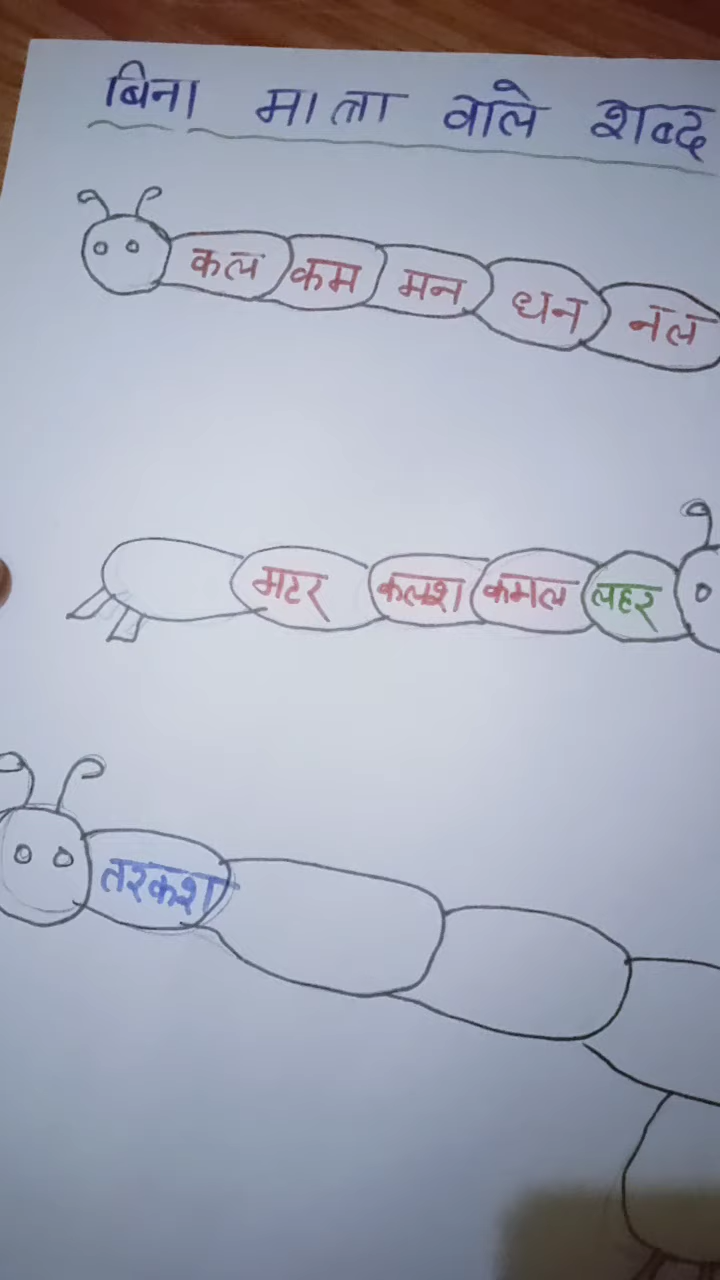 बिना मात्रा वाले शब्द
कल कम मन धन नल
मटर कलश कमल लहर
तरकश